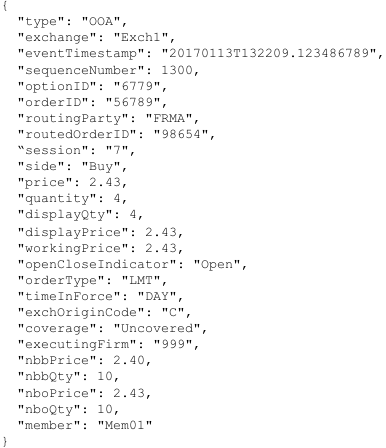 {
"type": "OOA",
"exchange": "Exch1",
"eventTimestamp": "20170113T132209.123486789",
"sequenceNumber": 1300,
"optionID": "6779",
"orderID": "56789",
"routingParty": "FRMA",
"routedOrderID": "98654",
“session": "7",
"side": "Buy",
"price": 2.43,
"quantity": 4,
"displayQty": 4,
"displayPrice": 2.43,
"workingPrice": 2.43,
"openCloseIndicator": "Open",
"orderType": "LMT",
"timeInForce": "DAY",
"exchOriginCode": "C",
"coverage": "Uncovered",
"executingFirm": "999",
"nbbPrice": 2.40,
"nbbQty": 10,
"nboPrice": 2.43,
"nboQty": 10,
"member": "Mem01"
}